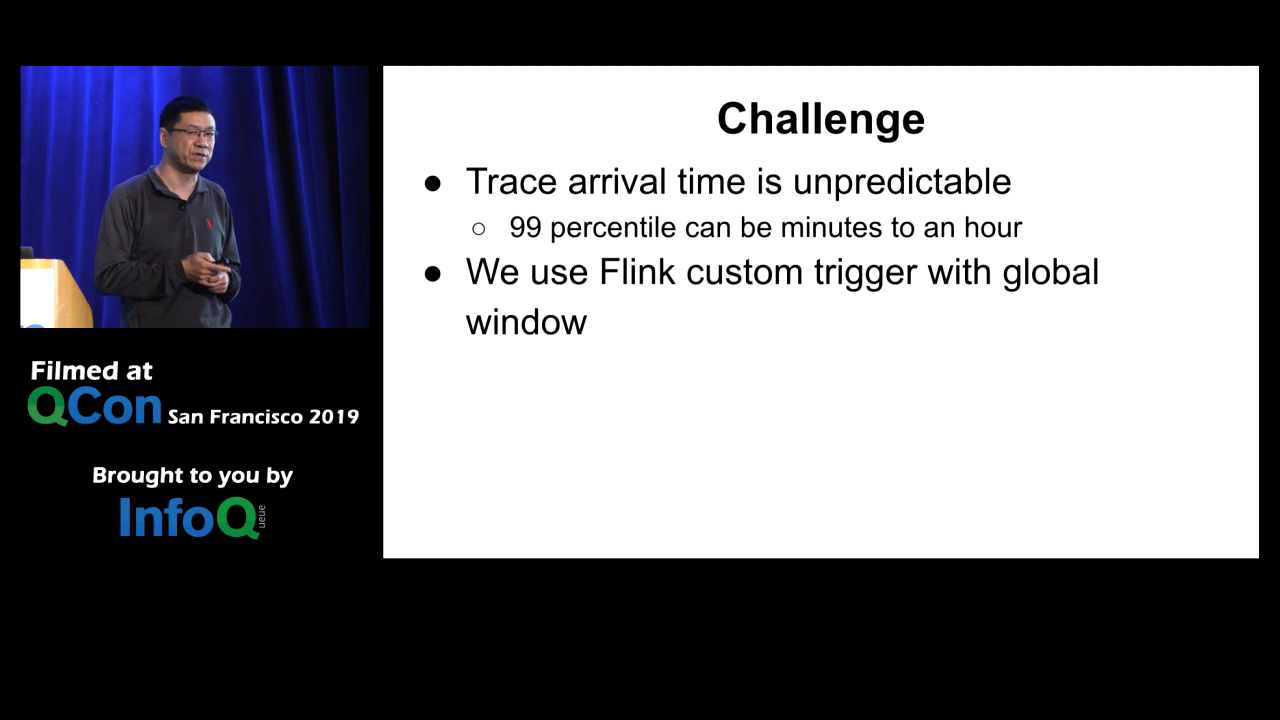 Challenge
● Trace arrival time is unpredictable
○ 99 percentile can be minutes to an hour
● We use Flink custom trigger with global
window
Filmed at
QCon San Francisco 2019
Brought to you by
InfoQ
ueue